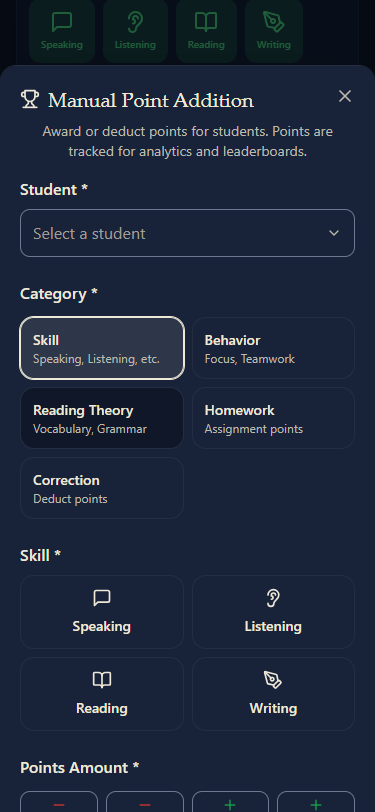 Speaking
Listening
Reading
Writing
Manual Point Addition
Award or deduct points for students. Points are
tracked for analytics and leaderboards.
Student *
Select a student
Category *
Skill
Speaking, Listening, etc.
Behavior
Focus, Teamwork
Reading Theory
Vocabulary, Grammar
Homework
Assignment points
Correction
Deduct points
Skill *
Speaking
Listening
Reading
Writing
Points Amount *